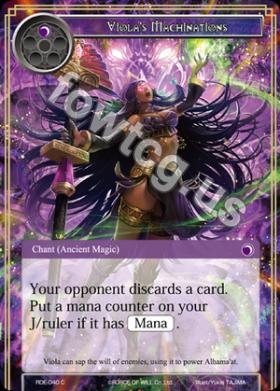 Viola's Machinations
fowtcg.us
Chant (Ancient Magic)
Your opponent discards a card.
Put a mana counter on your
J/ruler if it has Mana .
Viola can sap the will of enemies, using it to power Alhama'at.
RDE-040 C ©FORCE OF WILL Co.,Ltd. Illust/Yukie TAJIMA